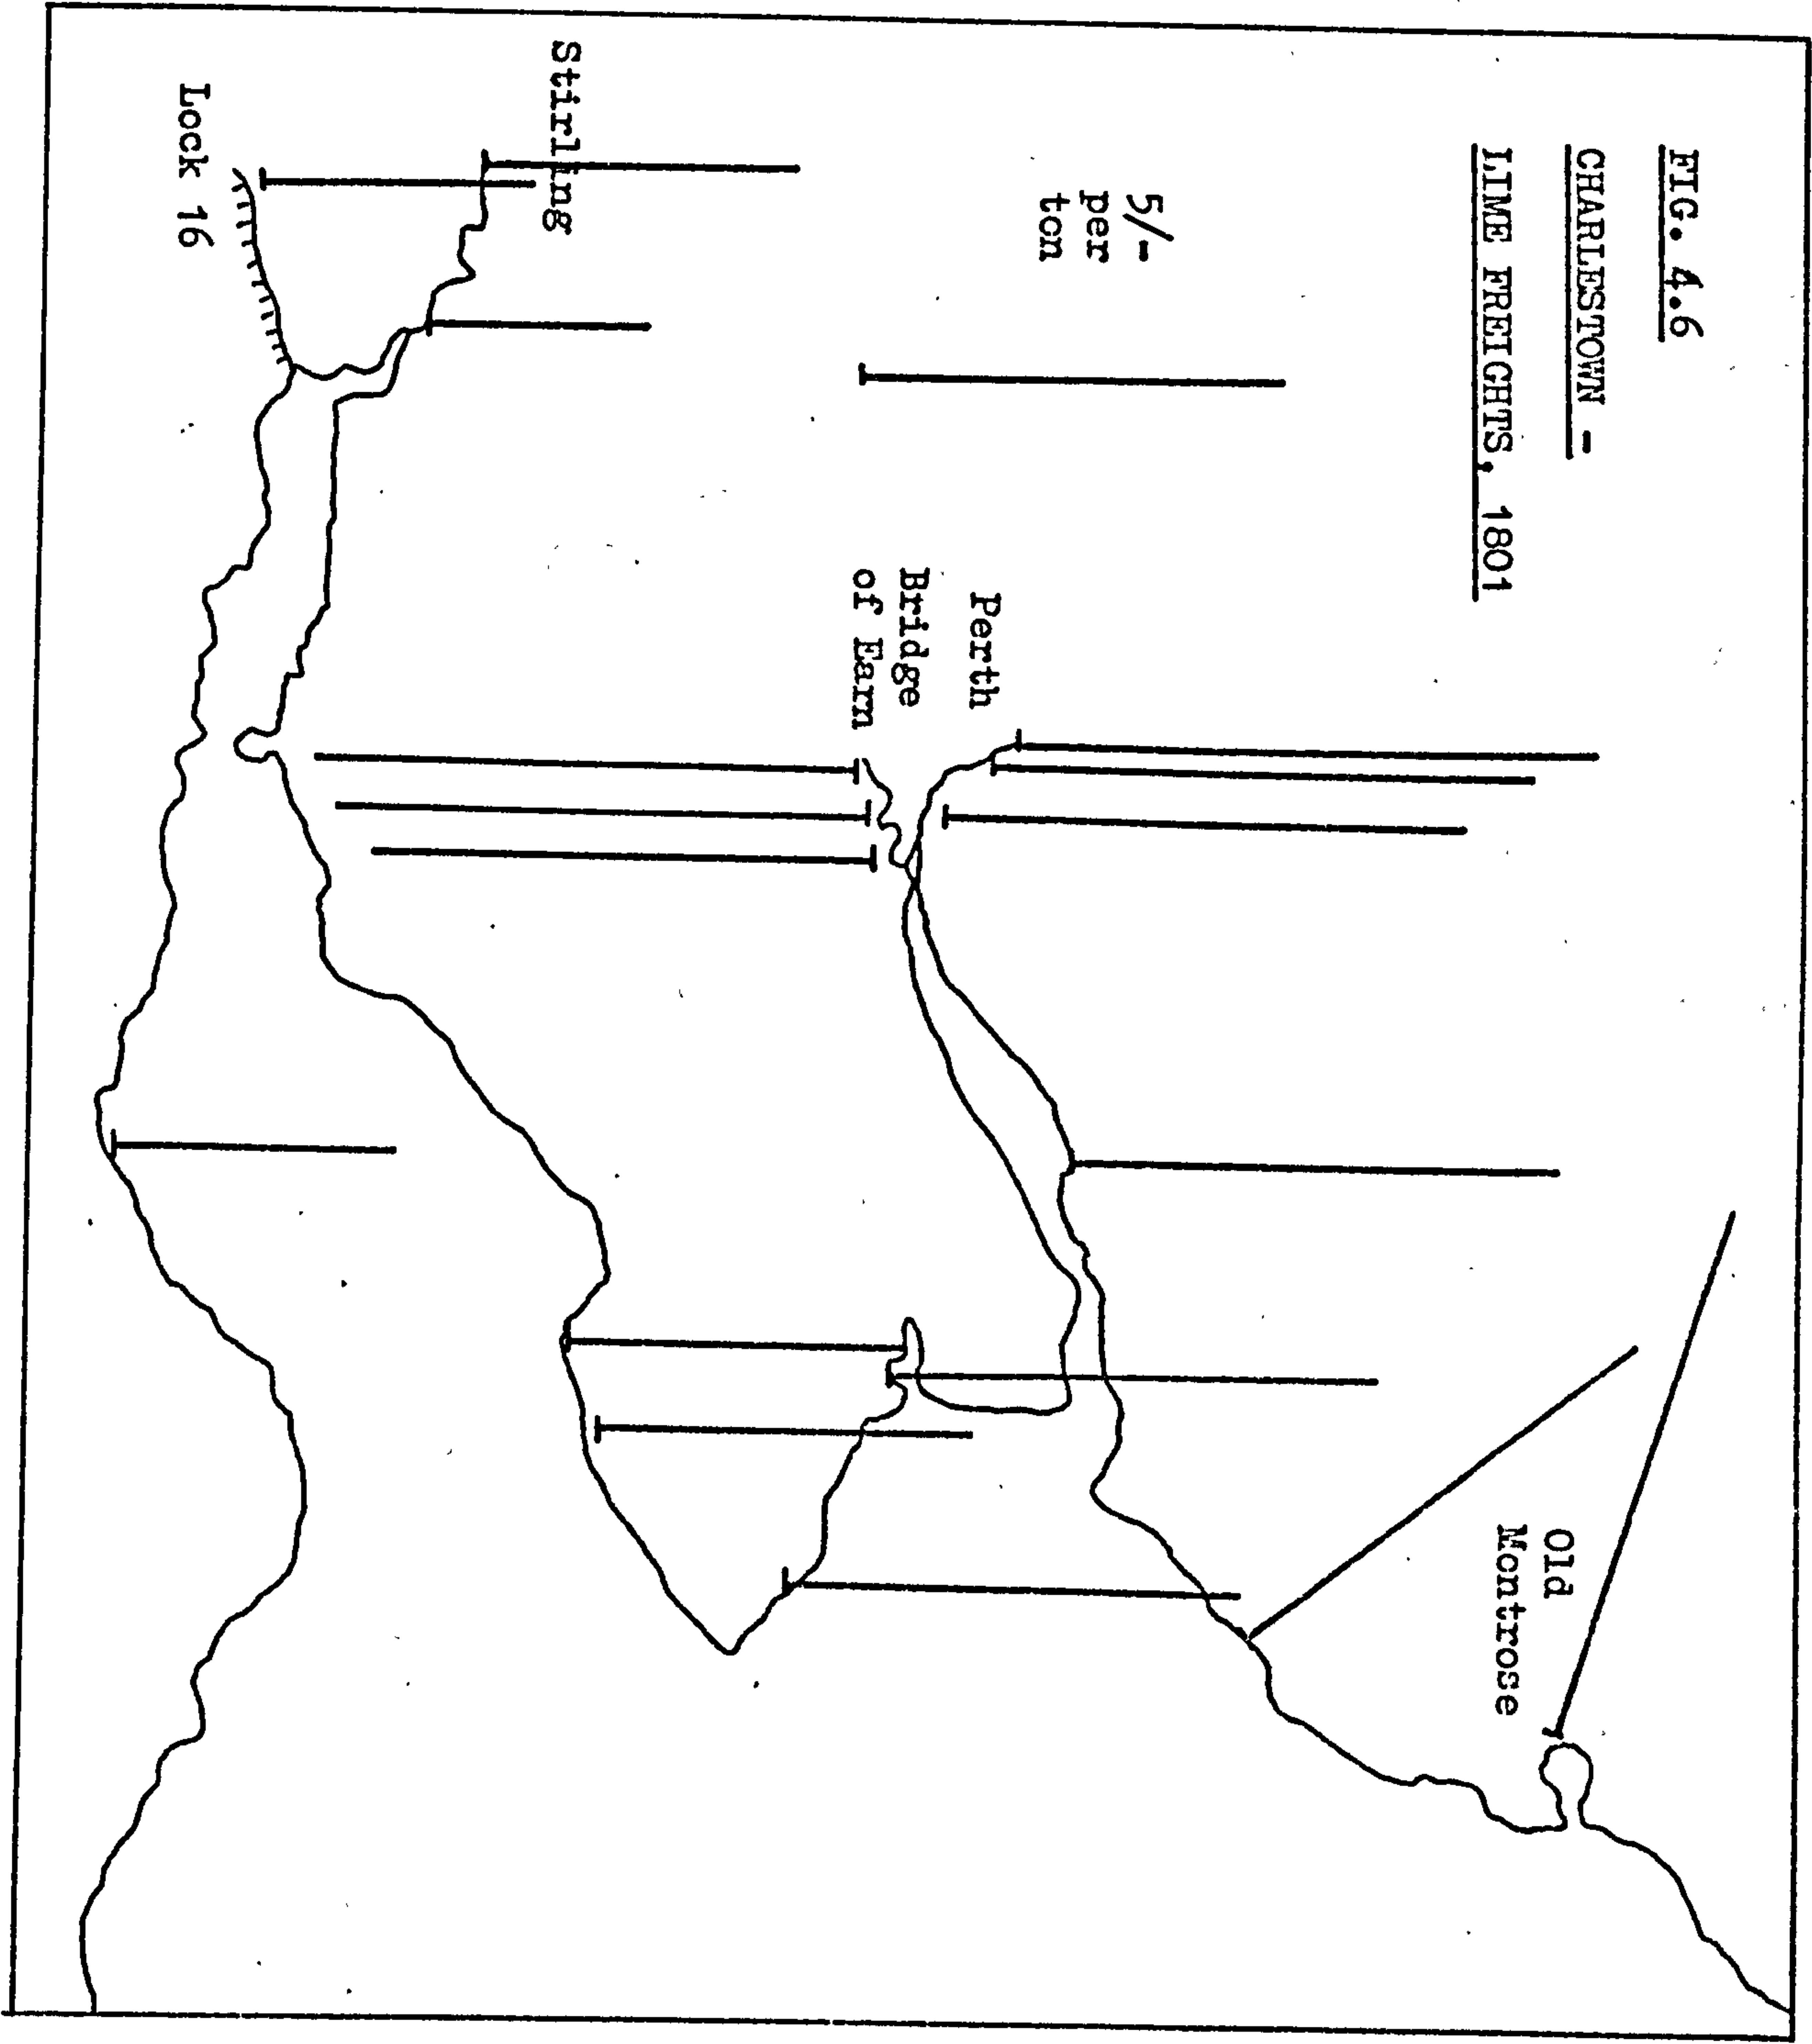 FIG. 4.6
CHARLESTOWN -
LIME FREIGHTS, 1801
5/-
per
ton
Stirling
Lock 16
Perth
Bridge
of Earn
Old
Montrose